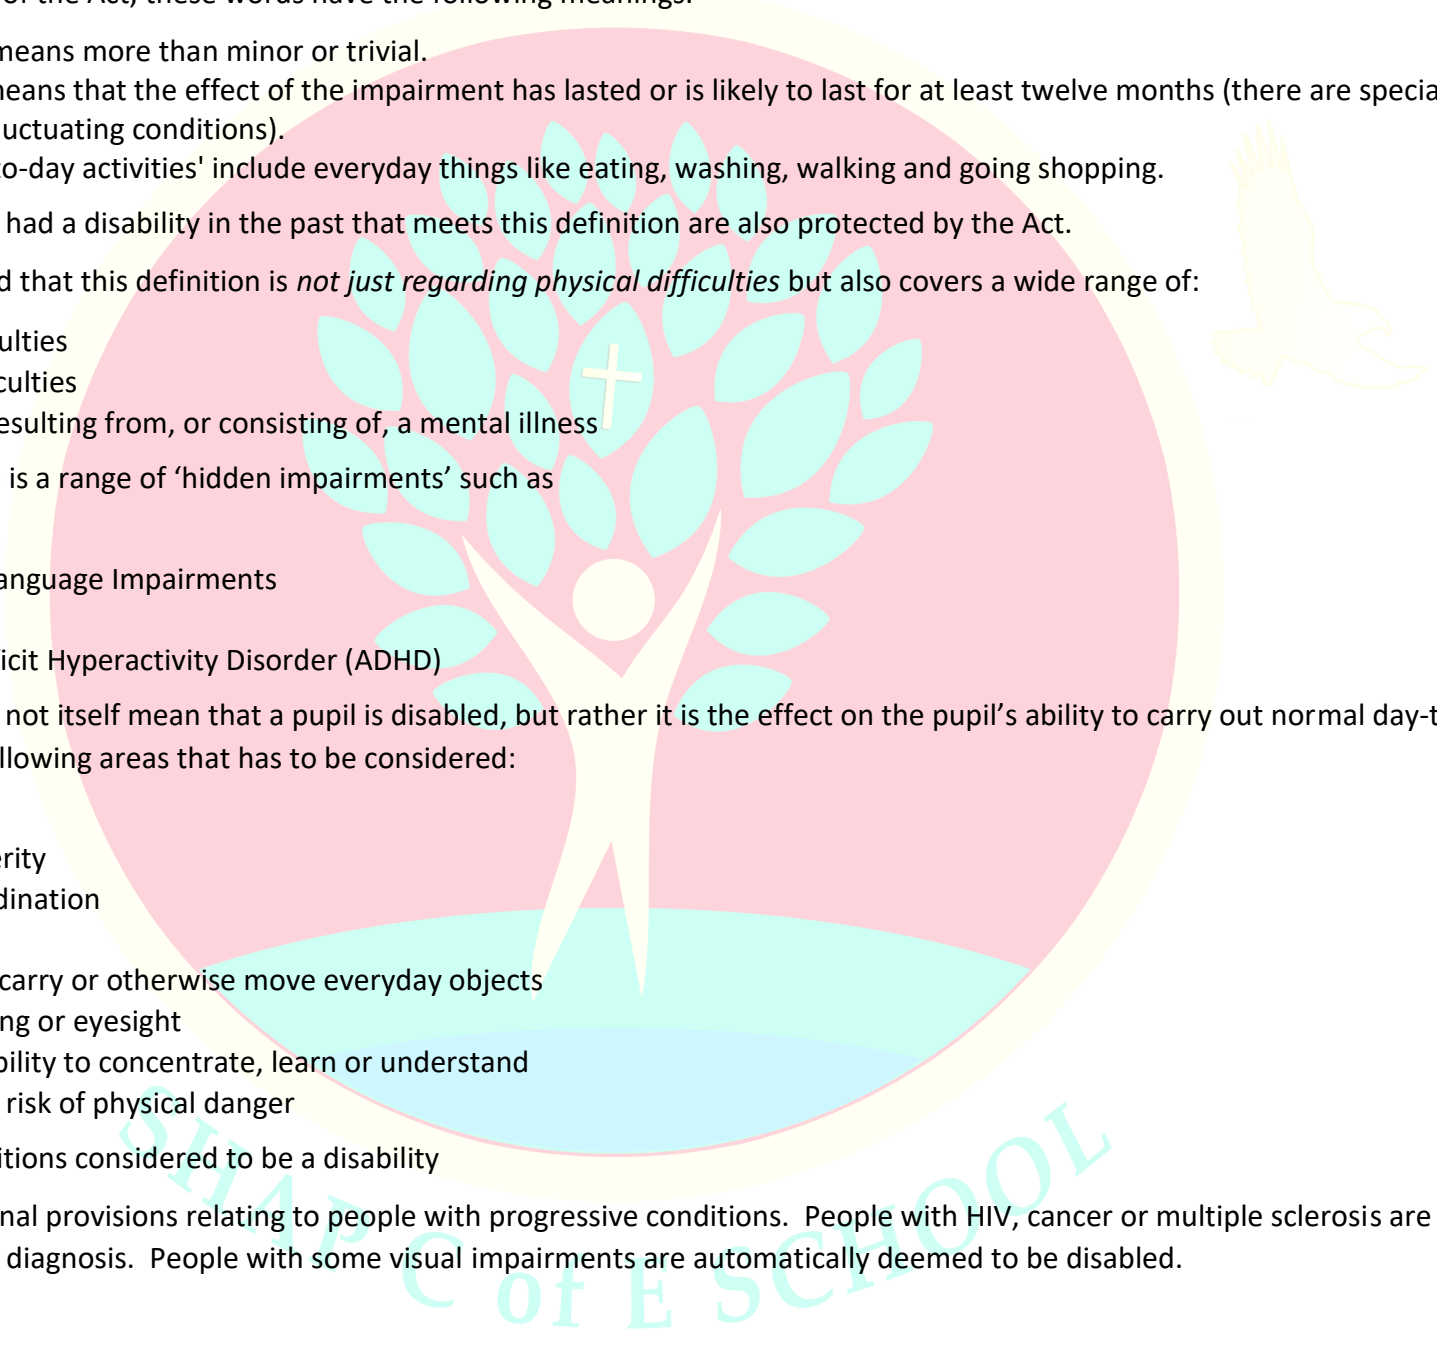 of the Act, these words have the following meanings:
means more than minor or trivial.
means that the effect of the impairment has lasted or is likely to last for at least twelve months (there are specia
uctuating conditions).
to-day activities' include everyday things like eating, washing, walking and going shopping.
had a disability in the past that meets this definition are also protected by the Act.
d that this definition is not just regarding physical difficulties but also covers a wide range of:
ulties
culties
esulting from, or consisting of, a mental illness
is a range of ‘hidden impairments’ such as
anguage Impairments
icit Hyperactivity Disorder (ADHD)
not itself mean that a pupil is disabled, but rather it is the effect on the pupil’s ability to carry out normal day-t
llowing areas that has to be considered:
erity
dination
carry or otherwise move everyday objects
ng or eyesight
bility to concentrate, learn or understand
risk of physical danger
itions considered to be a disability
nal provisions relating to people with progressive conditions.  People with HIV, cancer or multiple sclerosis are
diagnosis.  People with some visual impairments are automatically deemed to be disabled.
SHAP C of E SCHOOL